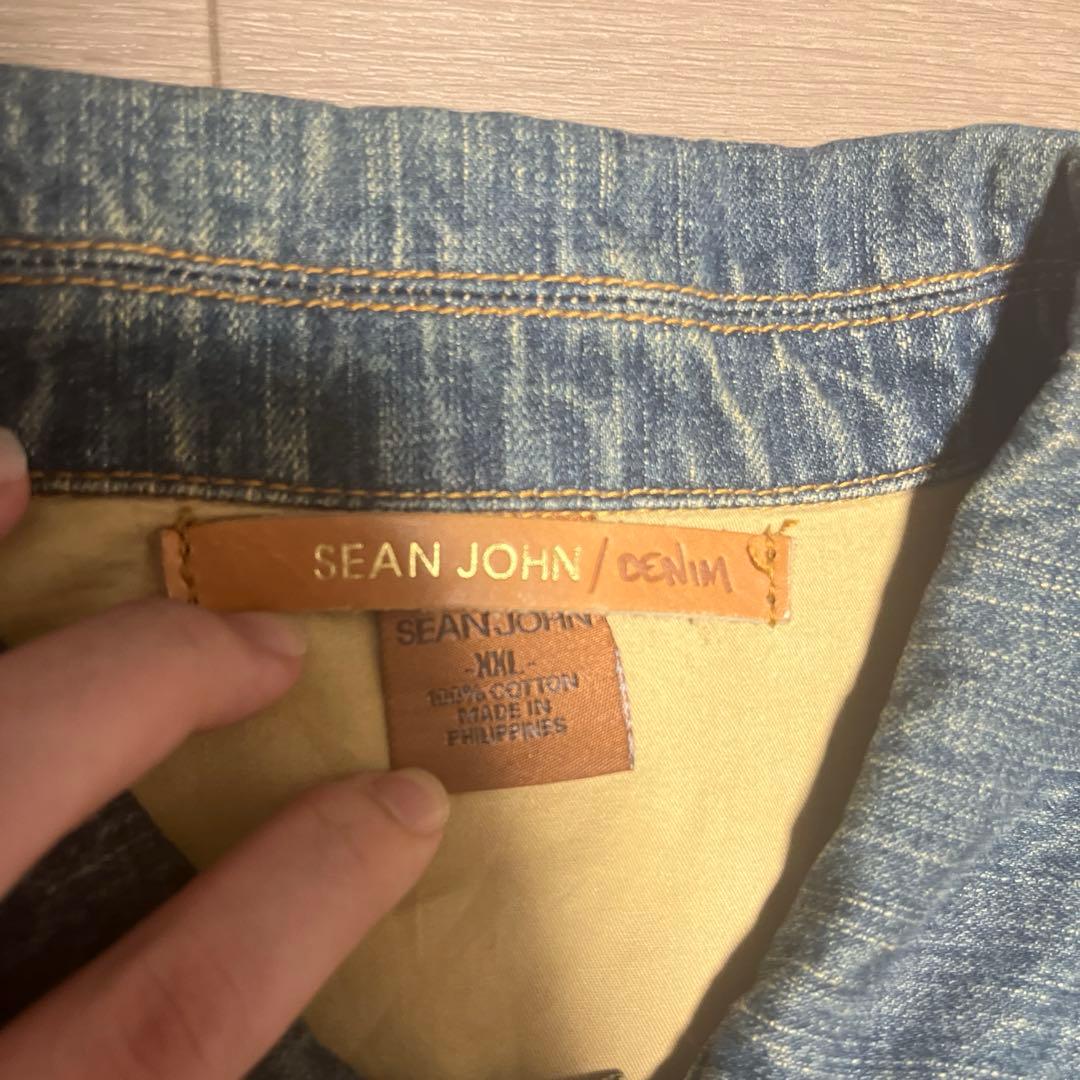 SEAN JOHN / DENIM
SEAN JOHN
-XXL-
100% COTTON
MADE IN
PHILIPPINES